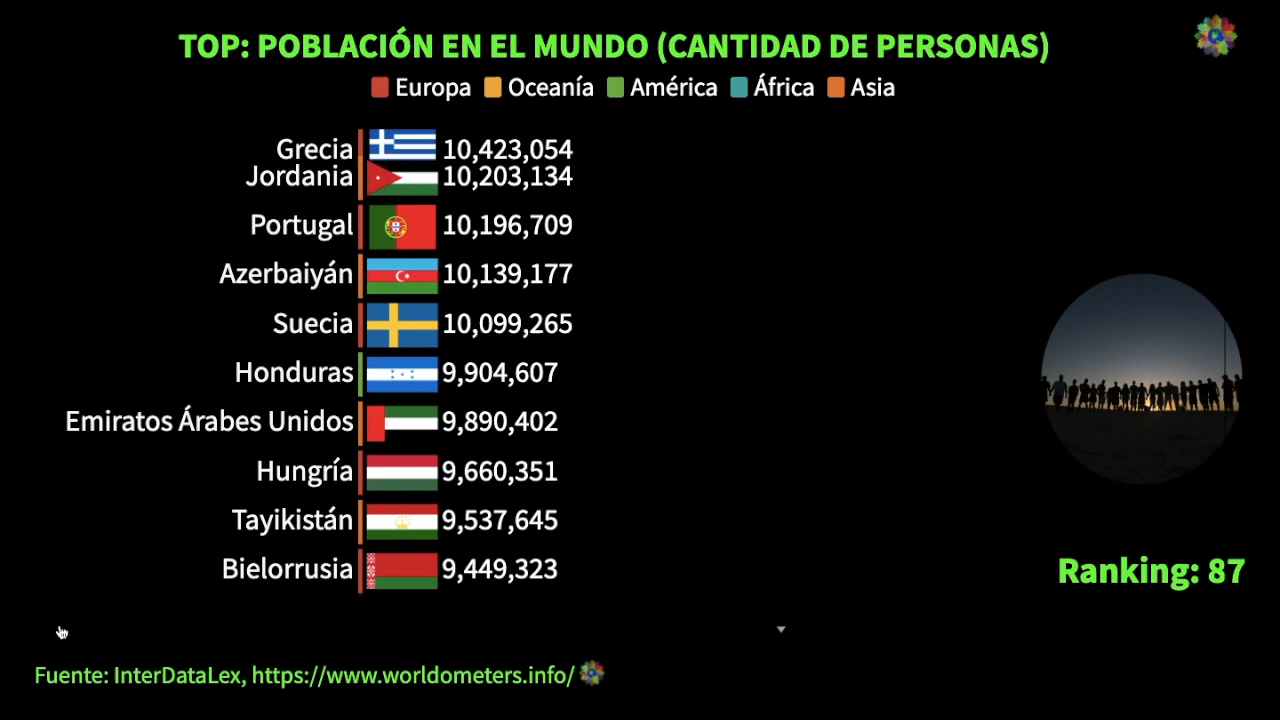 TOP: POBLACIÓN EN EL MUNDO (CANTIDAD DE PERSONAS)
Europa Oceanía América África Asia
Grecia 10,423,054
Jordania 10,203,134
Portugal 10,196,709
Azerbaiyán 10,139,177
Suecia 10,099,265
Honduras 9,904,607
Emiratos Árabes Unidos 9,890,402
Hungría 9,660,351
Tayikistán 9,537,645
Bielorrusia 9,449,323
Ranking: 87
Fuente: InterDataLex, https://www.worldometers.info/